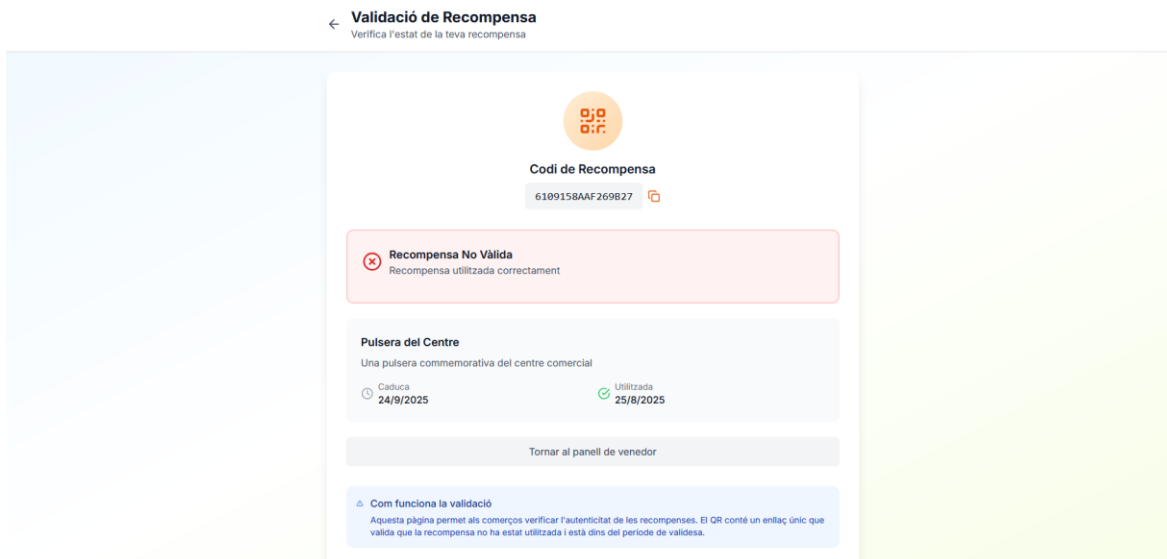 Validació de Recompensa
Verifica l'estat de la teva recompensa
Codi de Recompensa
6109158AAF269B27
Recompensa No Vàlida
Recompensa utilitzada correctament
Pulsera del Centre
Una pulsera commemorativa del centre comercial
Caduca
24/9/2025
Utilitzada
25/8/2025
Tornar al panell de venedor
Com funciona la validació
Aquesta pàgina permet als comerços verificar l'autenticitat de les recompenses. El QR conté un enllaç únic que
valida que la recompensa no ha estat utilitzada i està dins del període de validesa.